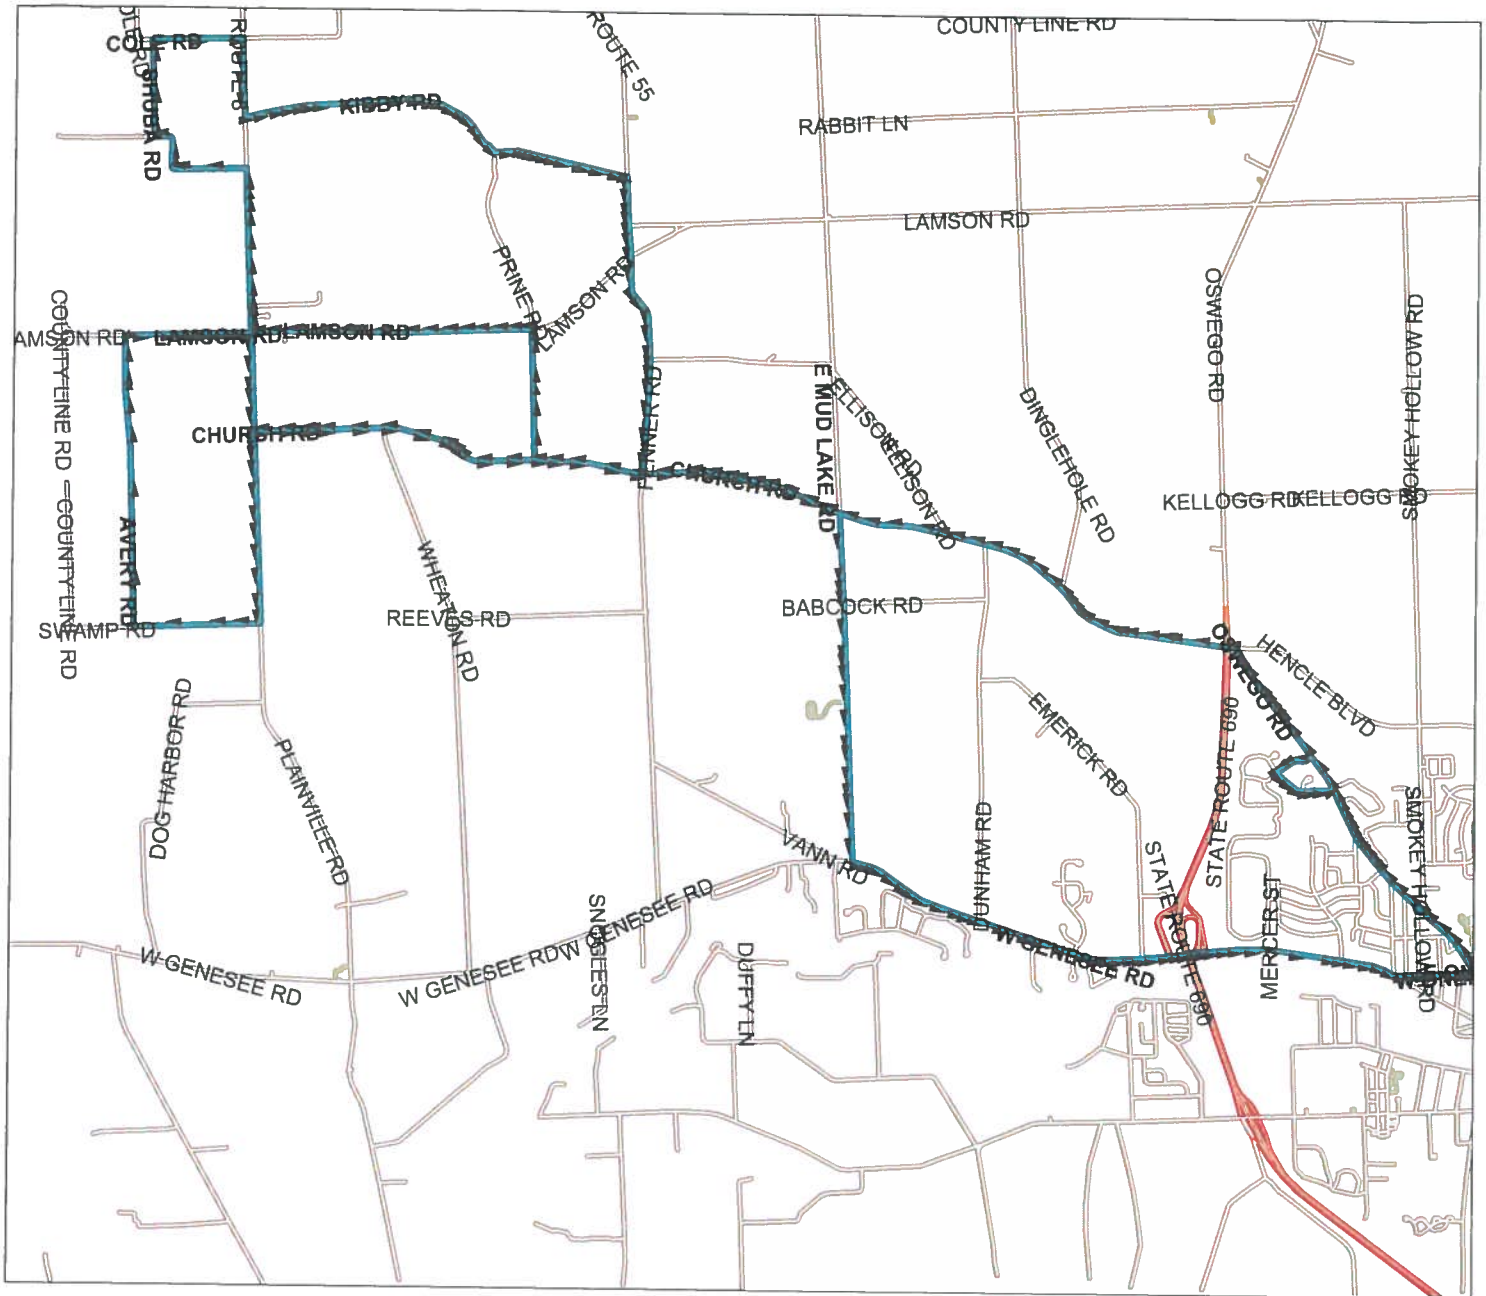 COUNTY LINE RD
COLE RD
ROUTE 55
SHUBA RD
KIBBY RD
RABBIT LN
LAMSON RD
PRINE RD
LAMSON RD
OSWEGO RD
SMOKEY HOLLOW RD
COUNTY LINE RD
COUNTY LINE RD
AMSON RD
LAMSON RD
LAMSON RD
E MUD LAKE RD
ELLISON RD
ELLISON RD
DINGLEHOLE RD
CHURCH RD
CHURCH RD
KELLOGG RD
KELLOGG RD
AVERY RD
WHEATON RD
REEVES RD
BABCOCK RD
SWAMP RD
OSWEGO RD
HENCLE BLVD
DOG HARBOR RD
PLAINVILLE RD
EMERICK RD
STATE ROUTE 690
VANN RD
DUNHAM RD
STATE ROUTE 690
MERCER ST
SMOKEY HOLLOW RD
W GENESEE RD
W GENESEE RD
W GENESEE RD
SNUGGLES LN
DUFFY LN
W GENESEE RD